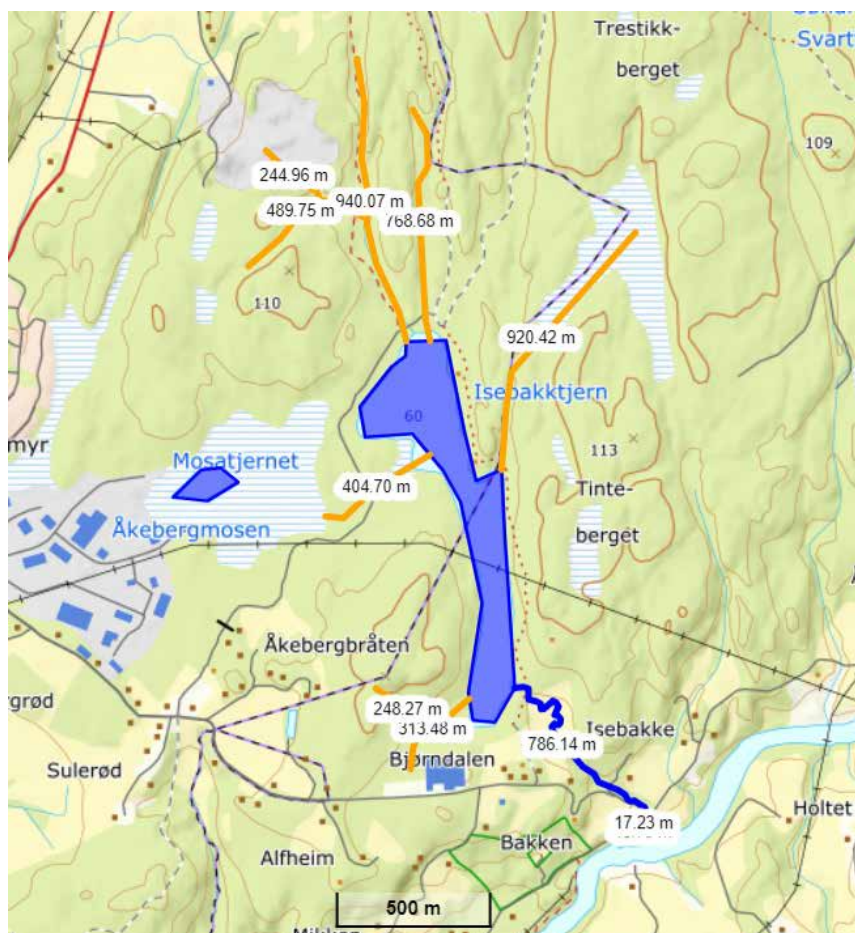 Trestikk-
Svart
berget
109
244.96 m
940.07 m
489.75 m
768.68 m
110
920.42 m
Isebakktjern
60
myr
113
Mosatjernet
404.70 m
Tinte-
Åkebergmosen
berget
Åkebergbråten
rgrød
248.27 m
313.48 m
Isebakke
786.14 m
Bjørndalen
Sulerød
17.23 m
Holtet
Bakken
Alfheim
500 m